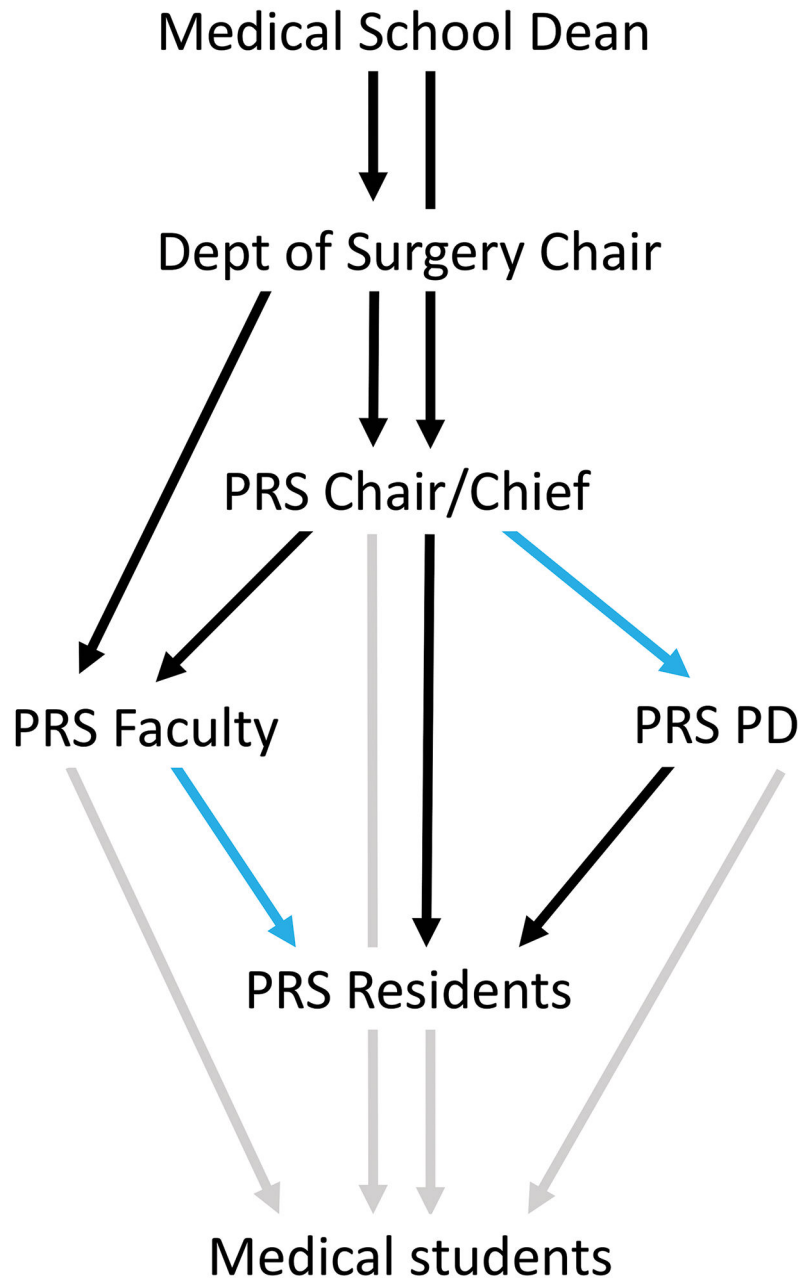 Medical School Dean
Dept of Surgery Chair
PRS Chair/Chief
PRS Faculty
PRS PD
PRS Residents
Medical students